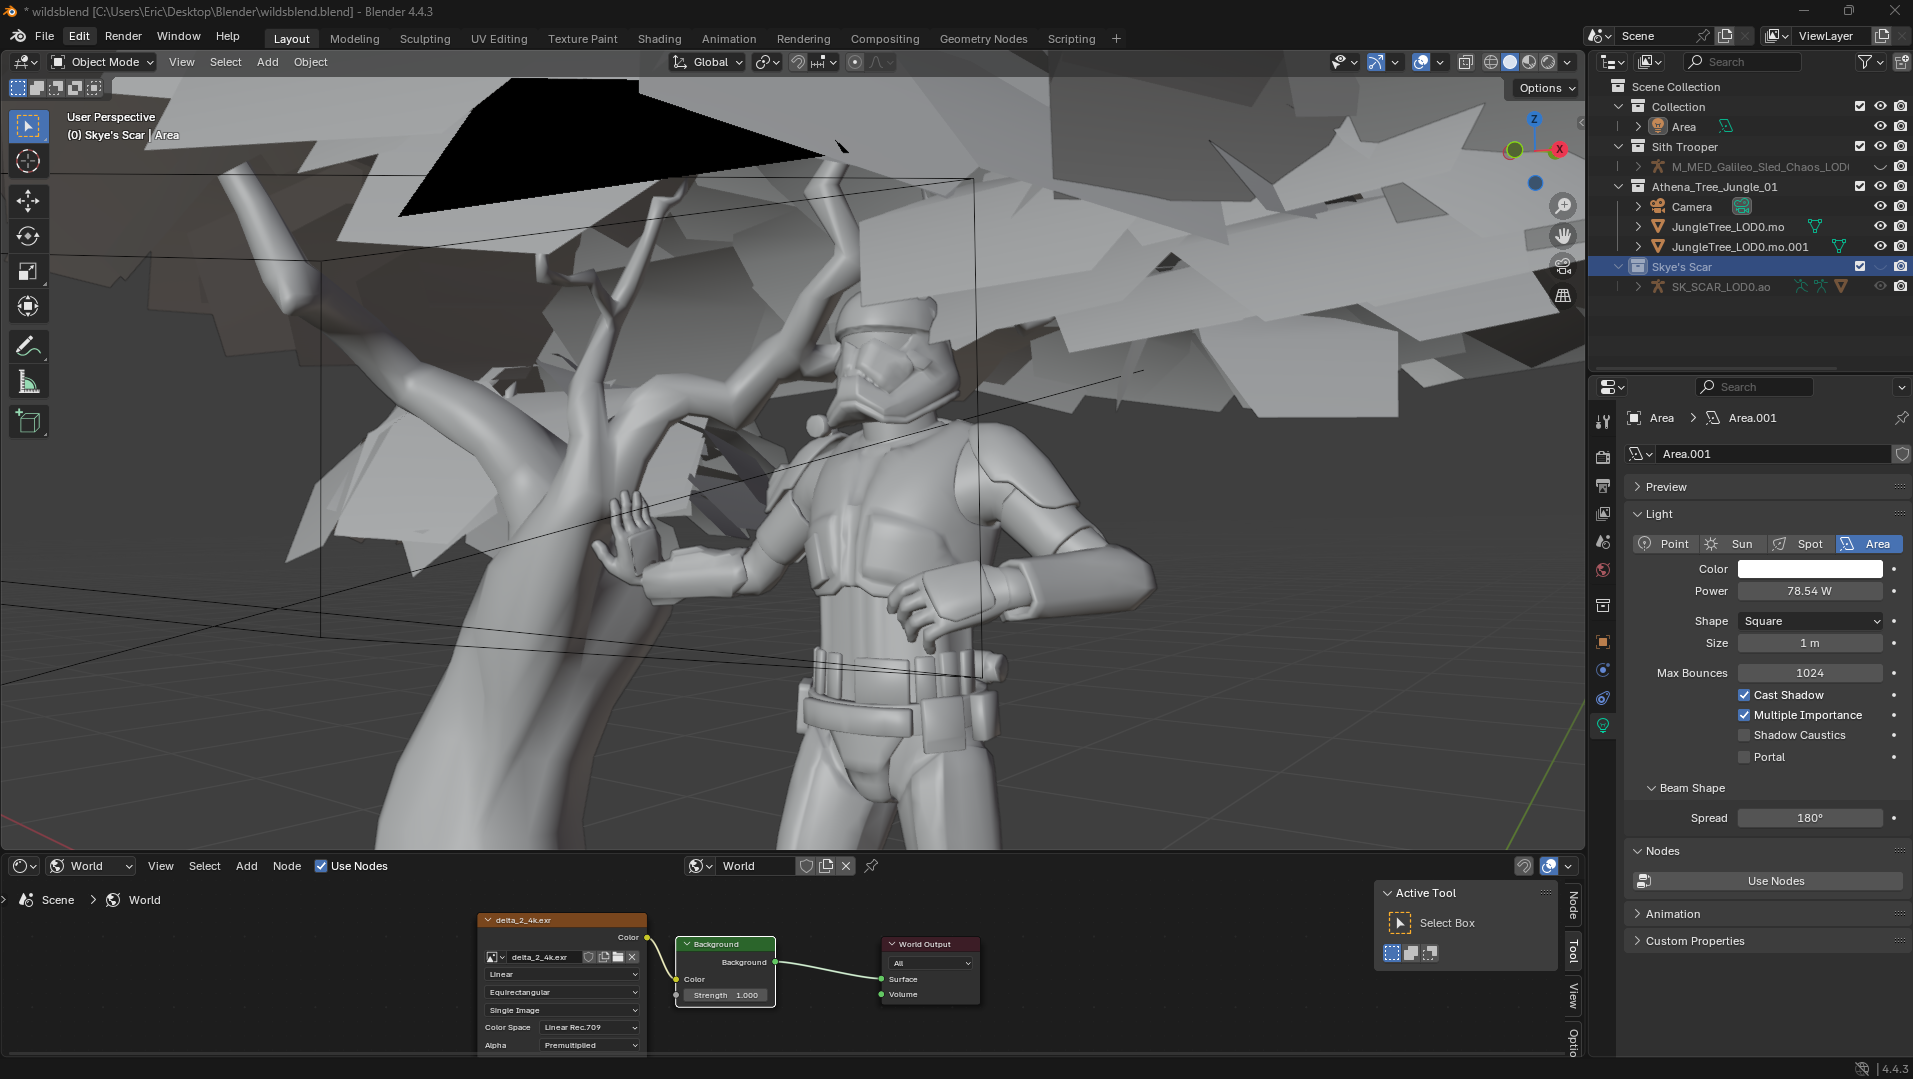 * wildsblend [C:\Users\Eric\Desktop\Blender\wildsblend.blend] - Blender 4.4.3
File Edit Render Window Help
Layout Modeling Sculpting UV Editing Texture Paint Shading Animation Rendering Compositing Geometry Nodes Scripting +
Scene
ViewLayer
Object Mode View Select Add Object
Global
Options
User Perspective
(0) Skye's Scar | Area
Z
X
Search
Scene Collection
Collection
Area
Sith Trooper
M_MED_Galileo_Sled_Chaos_LOD
Athena_Tree_Jungle_01
Camera
JungleTree_LOD0.mo
JungleTree_LOD0.mo.001
Skye's Scar
SK_SCAR_LOD0.ao
Search
Area > Area.001
Area.001
Preview
Light
Point Sun Spot Area
Color
Power 78.54 W
Shape Square
Size 1 m
Max Bounces 1024
Cast Shadow
Multiple Importance
Shadow Caustics
Portal
Beam Shape
Spread 180°
Nodes
Use Nodes
Animation
Custom Properties
World View Select Add Node Use Nodes
World
Scene > World
delta_2_4k.exr
Color
delta_2_4k.exr
Linear
Equirectangular
Single Image
Color Space Linear Rec.709
Alpha Premultiplied
Background
Background
Color
Strength 1.000
World Output
All
Surface
Volume
Active Tool
Select Box
Node
Tool
View
Optio
4.4.3